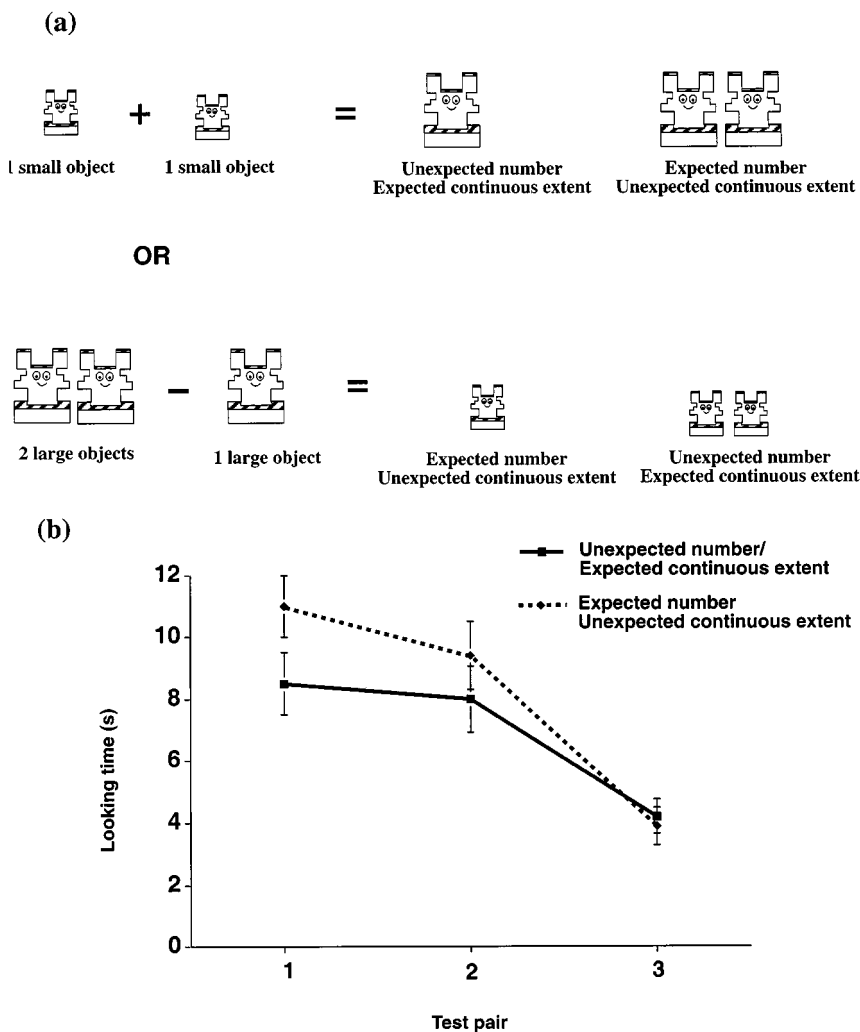 (a)
+
=
1 small object
1 small object
Unexpected number
Expected continuous extent
Expected number
Unexpected continuous extent
OR
–
=
2 large objects
1 large object
Expected number
Unexpected continuous extent
Unexpected number
Expected continuous extent
(b)
Unexpected number/
Expected continuous extent
Expected number
Unexpected continuous extent
12
10
8
6
4
2
0
Looking time (s)
1 2 3
Test pair